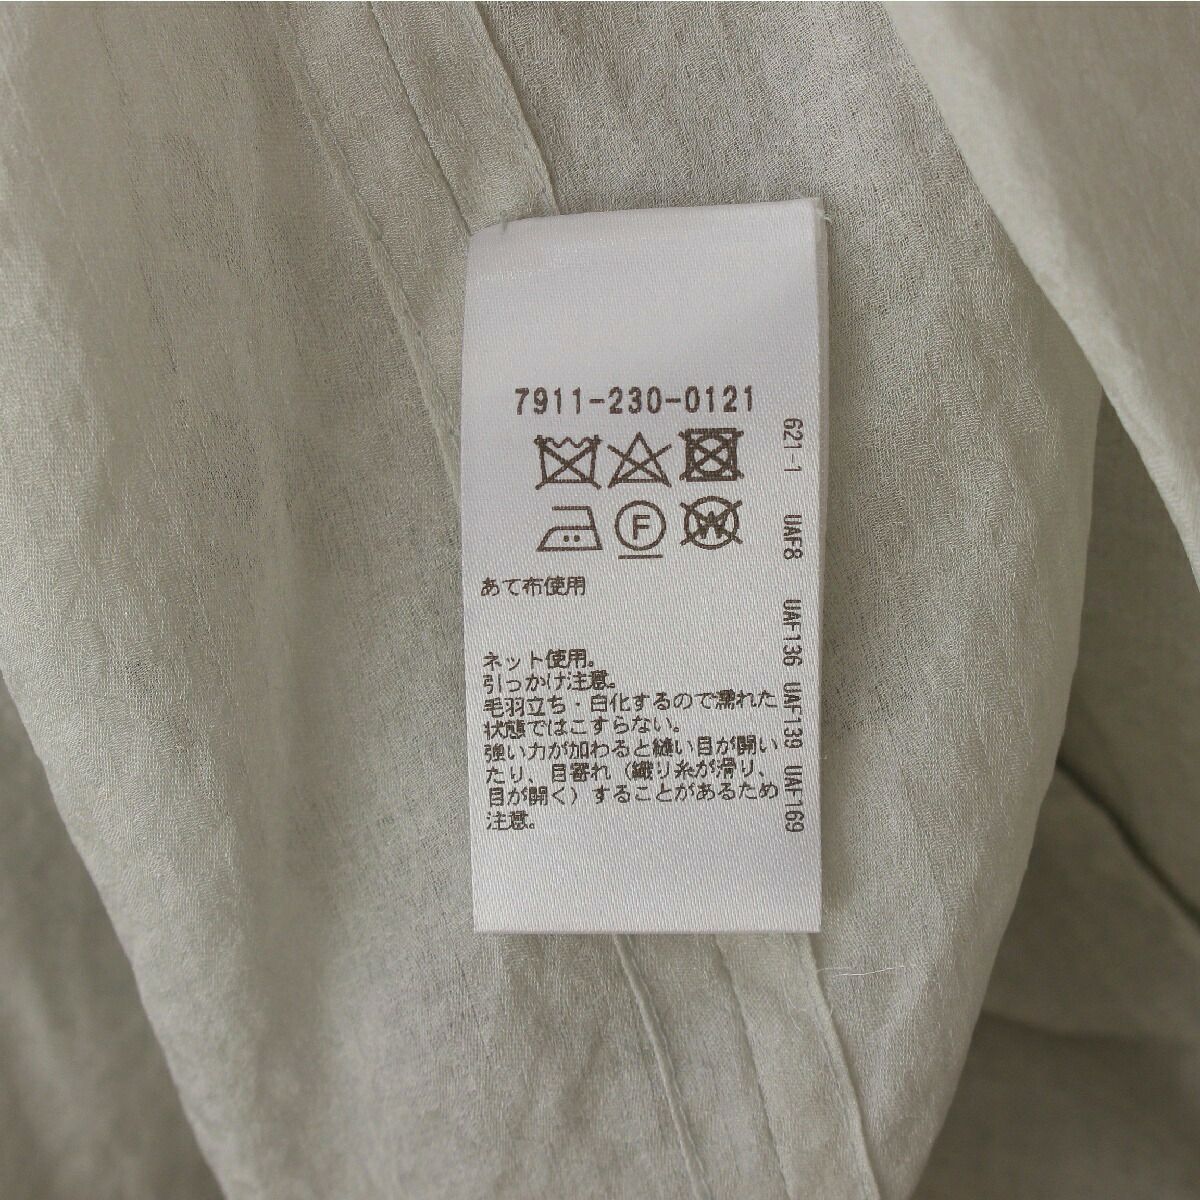 7911-230-0121
F
W
あて布使用
ネット使用。
引っかけ注意。
毛羽立ち・白化するので濡れた
状態ではこすらない。
強い力が加わると縫い目が開い
たり、目寄れ（織り糸が滑り、
目が開く）することがあるため
注意。
621-1 UAF8 UAF136 UAF139 UAF169